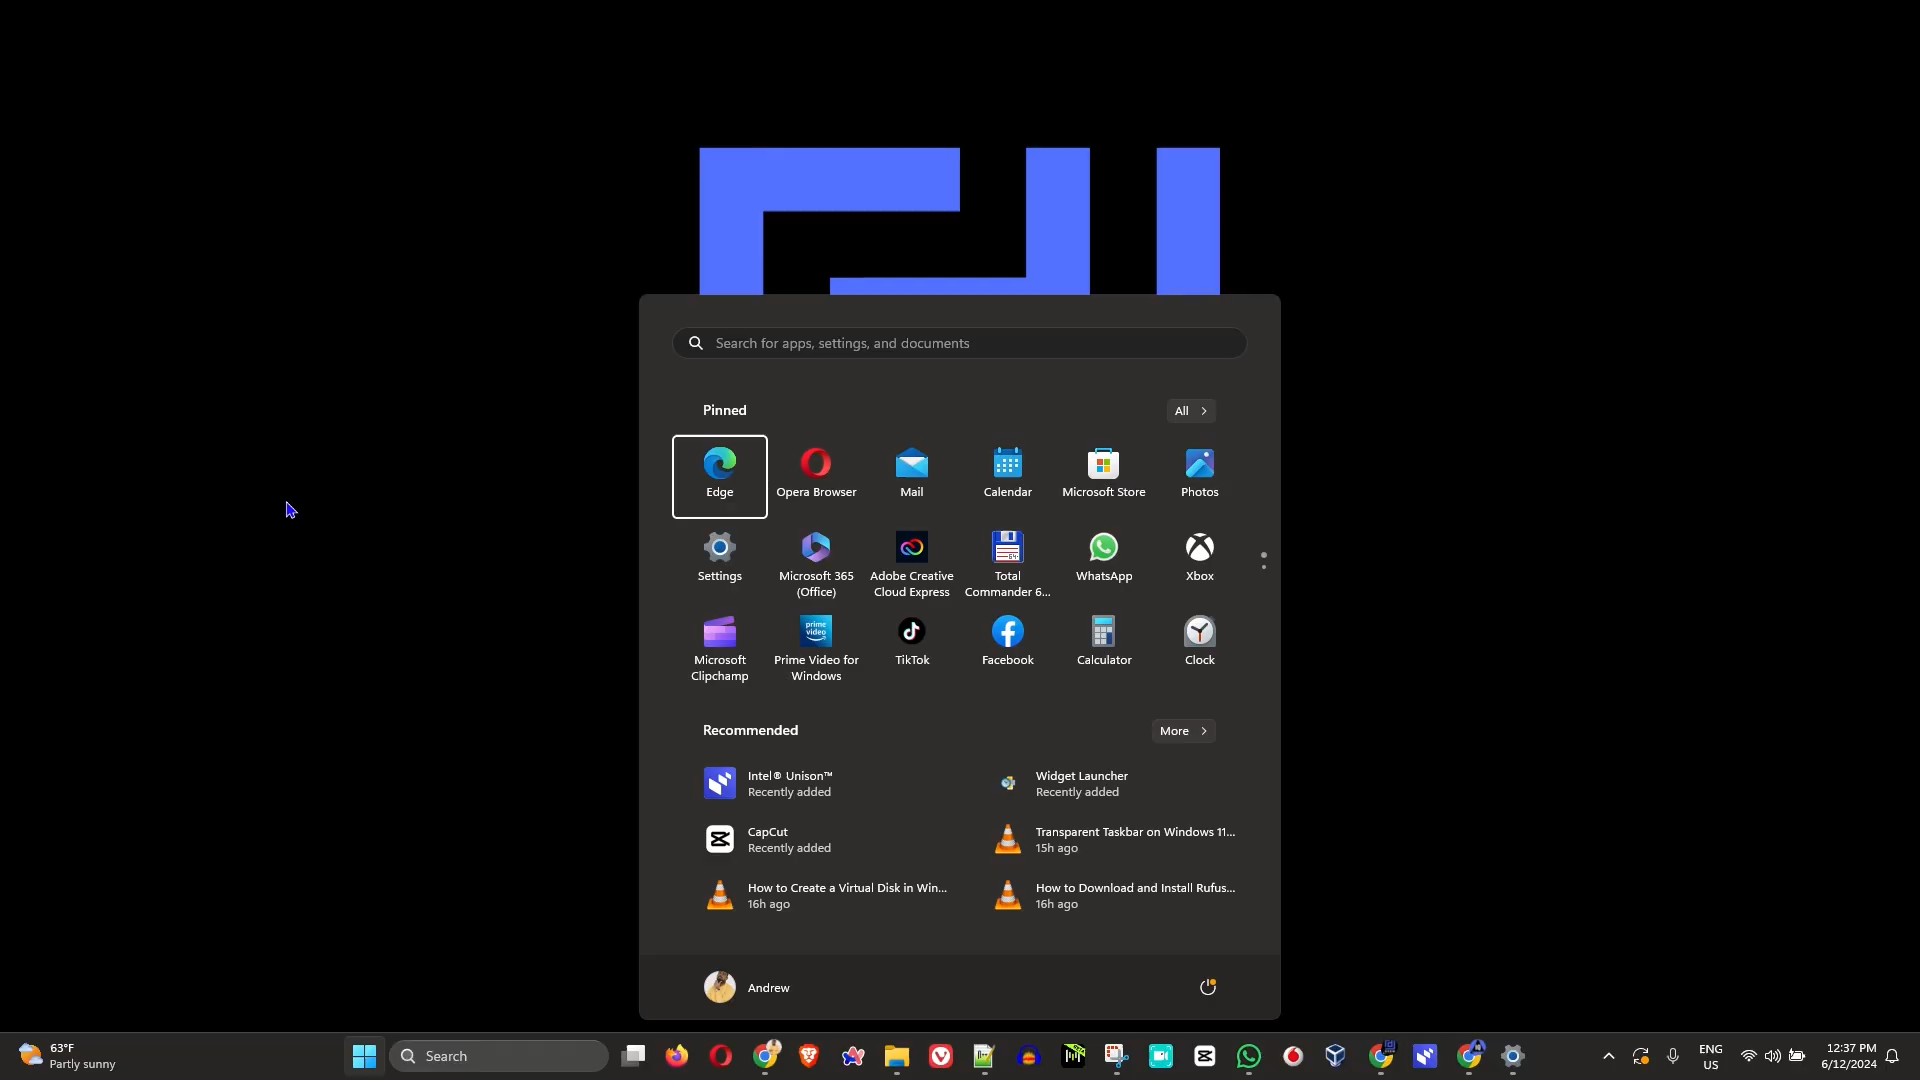 Search for apps, settings, and documents
Pinned
All
Edge
Opera Browser
Mail
Calendar
Microsoft Store
Photos
Settings
Microsoft 365
(Office)
Adobe Creative
Cloud Express
Total
Commander 6...
WhatsApp
Xbox
Microsoft
Clipchamp
prime
video
Prime Video for
Windows
TikTok
Facebook
Calculator
Clock
Recommended
More
Intel® Unison™
Recently added
Widget Launcher
Recently added
CapCut
Recently added
Transparent Taskbar on Windows 11...
15h ago
How to Create a Virtual Disk in Win...
16h ago
How to Download and Install Rufus...
16h ago
Andrew
63°F
Partly sunny
Search
ENG
US
12:37 PM
6/12/2024